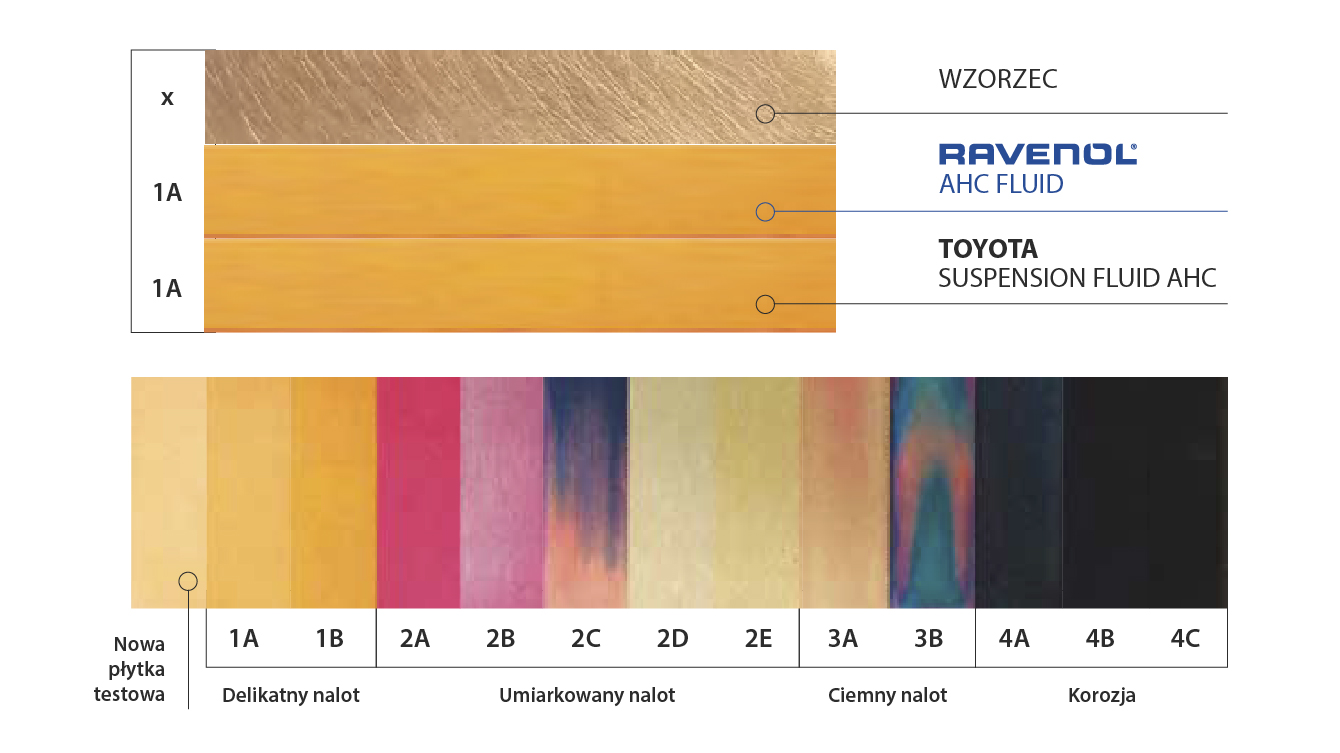 x
WZORZEC
1A
RAVENOL®
AHC FLUID
1A
TOYOTA
SUSPENSION FLUID AHC
Nowa
płytka
testowa
1A 1B 2A 2B 2C 2D 2E 3A 3B 4A 4B 4C
Delikatny nalot Umiarkowany nalot Ciemny nalot Korozja